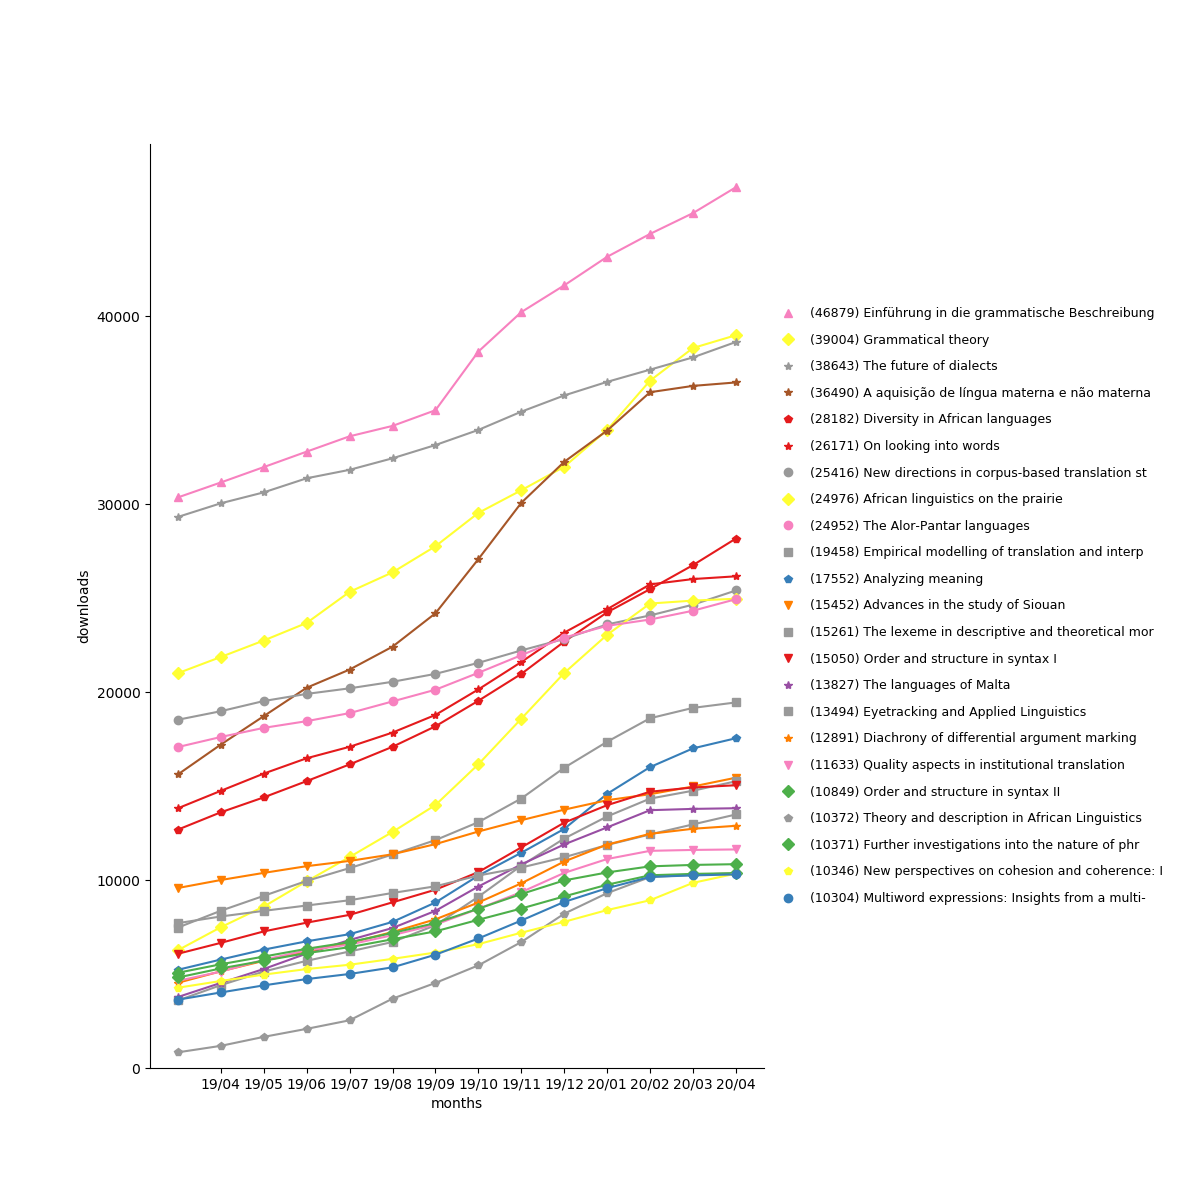 40000
30000
20000
10000
0
downloads
19/04 19/05 19/06 19/07 19/08 19/09 19/10 19/11 19/12 20/01 20/02 20/03 20/04
months
(46879) Einführung in die grammatische Beschreibung
(39004) Grammatical theory
(38643) The future of dialects
(36490) A aquisição de língua materna e não materna
(28182) Diversity in African languages
(26171) On looking into words
(25416) New directions in corpus-based translation st
(24976) African linguistics on the prairie
(24952) The Alor-Pantar languages
(19458) Empirical modelling of translation and interp
(17552) Analyzing meaning
(15452) Advances in the study of Siouan
(15261) The lexeme in descriptive and theoretical mor
(15050) Order and structure in syntax I
(13827) The languages of Malta
(13494) Eyetracking and Applied Linguistics
(12891) Diachrony of differential argument marking
(11633) Quality aspects in institutional translation
(10849) Order and structure in syntax II
(10372) Theory and description in African Linguistics
(10371) Further investigations into the nature of phr
(10346) New perspectives on cohesion and coherence: I
(10304) Multiword expressions: Insights from a multi-